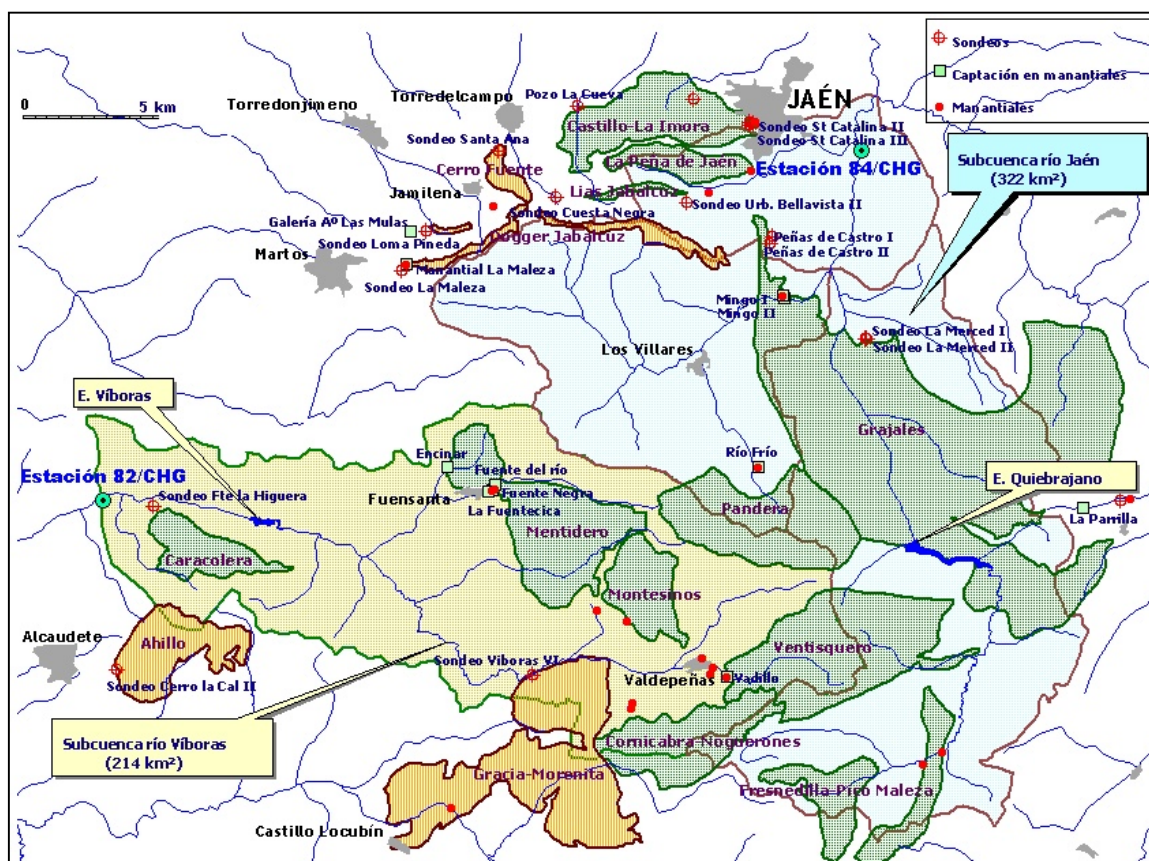 Sondeos
Captación en manantiales
Manantiales
0 5 km
Torredonjimeno
Torredelcampo
Pozo La Cueva
JAÉN
Castillo-La Imora
Sondeo St Catalina II
Sondeo St Catalina III
Sondeo Santa Ana
Cerro Fuente
La Peña de Jaén
Estación 84/CHG
Subcuenca río Jaén
(322 km²)
Jamilena
Lias Jabalcuz
Sondeo Urb. Bellavista II
Sondeo Cuesta Negra
Galería Aº Las Mulas
Sondeo Loma Pineda
Dogger Jabalcuz
Peñas de Castro I
Peñas de Castro II
Martos
Manantial La Maleza
Sondeo La Maleza
Mingo I
Mingo II
Sondeo La Merced I
Sondeo La Merced II
Los Villares
E. Víboras
Grajales
Encinar
Río Frío
Estación 82/CHG
Fuente del río
E. Quiebrajano
Sondeo Fte la Higuera
Fuensanta
Fuente Negra
La Fuentecica
Pandera
La Parrilla
Mentidero
Caracolera
Montesinos
Alcaudete
Ahillo
Ventisquero
Sondeo Víboras VI
Valdepeñas
Vadillo
Sondeo Cerro la Cal II
Subcuenca río Víboras
(214 km²)
Cornicabra-Noguerones
Gracia-Morenita
Fresnedilla-Pico Maleza
Castillo Locubín